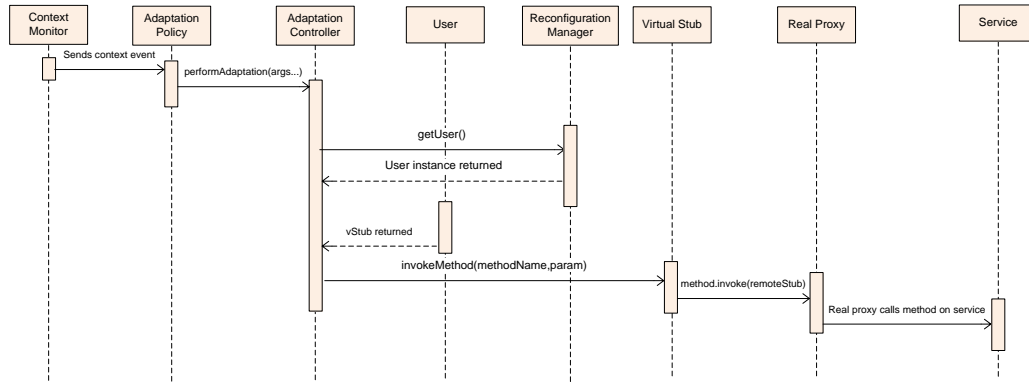 Context
Monitor
Adaptation
Policy
Adaptation
Controller
User
Reconfiguration
Manager
Virtual Stub
Real Proxy
Service
Sends context event
performAdaptation(args...)
getUser()
User instance returned
vStub returned
invokeMethod(methodName,param)
method.invoke(remoteStub)
Real proxy calls method on service